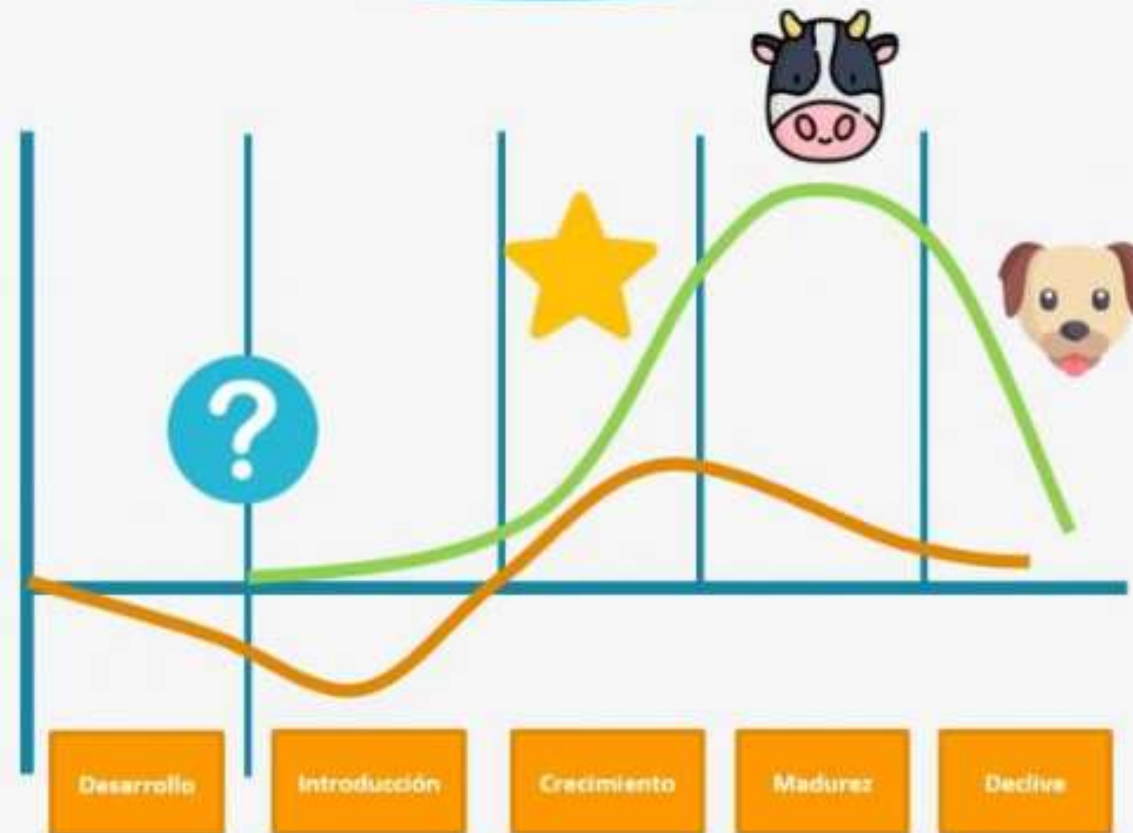 ?
Desarrollo
Introducción
Crecimiento
Madurez
Declive